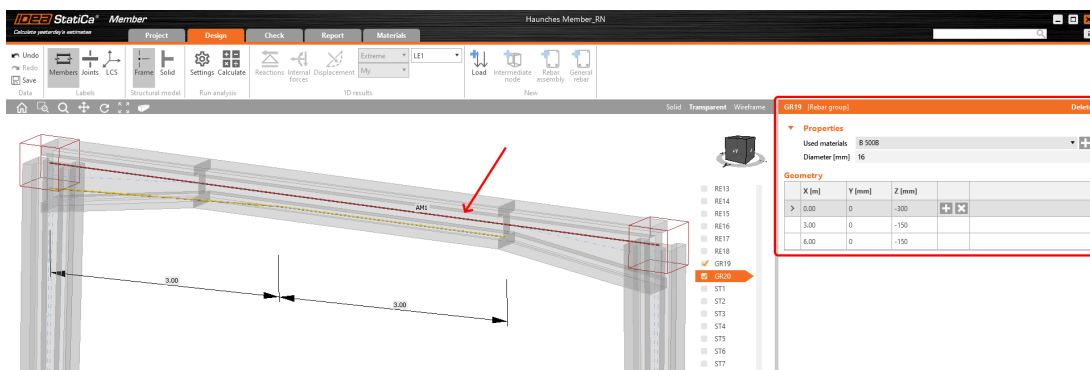 IDEA StatiCa® Member
Calculate yesterday's estimates
Haunches Member_RN
Project Design Check Report Materials
Undo
Redo
Save
Members Joints LCS
Frame Solid
Settings Calculate
Reactions Internal forces Displacement
Extreme LE1
My
Load Intermediate node Rebar assembly General rebar
Data Labels Structural model Run analysis 1D results New
Solid Transparent Wireframe
GR19 [Rebar group] Delete
Properties
Used materials B 500B
Diameter [mm] 16
Geometry
X [m] Y [mm] Z [mm]
> 0.00 0 -300
3.00 0 -150
6.00 0 -150
AM1
3.00
3.00
RE13
RE14
RE15
RE16
RE17
RE18
GR19
GR20
ST1
ST2
ST3
ST4
ST5
ST6
ST7